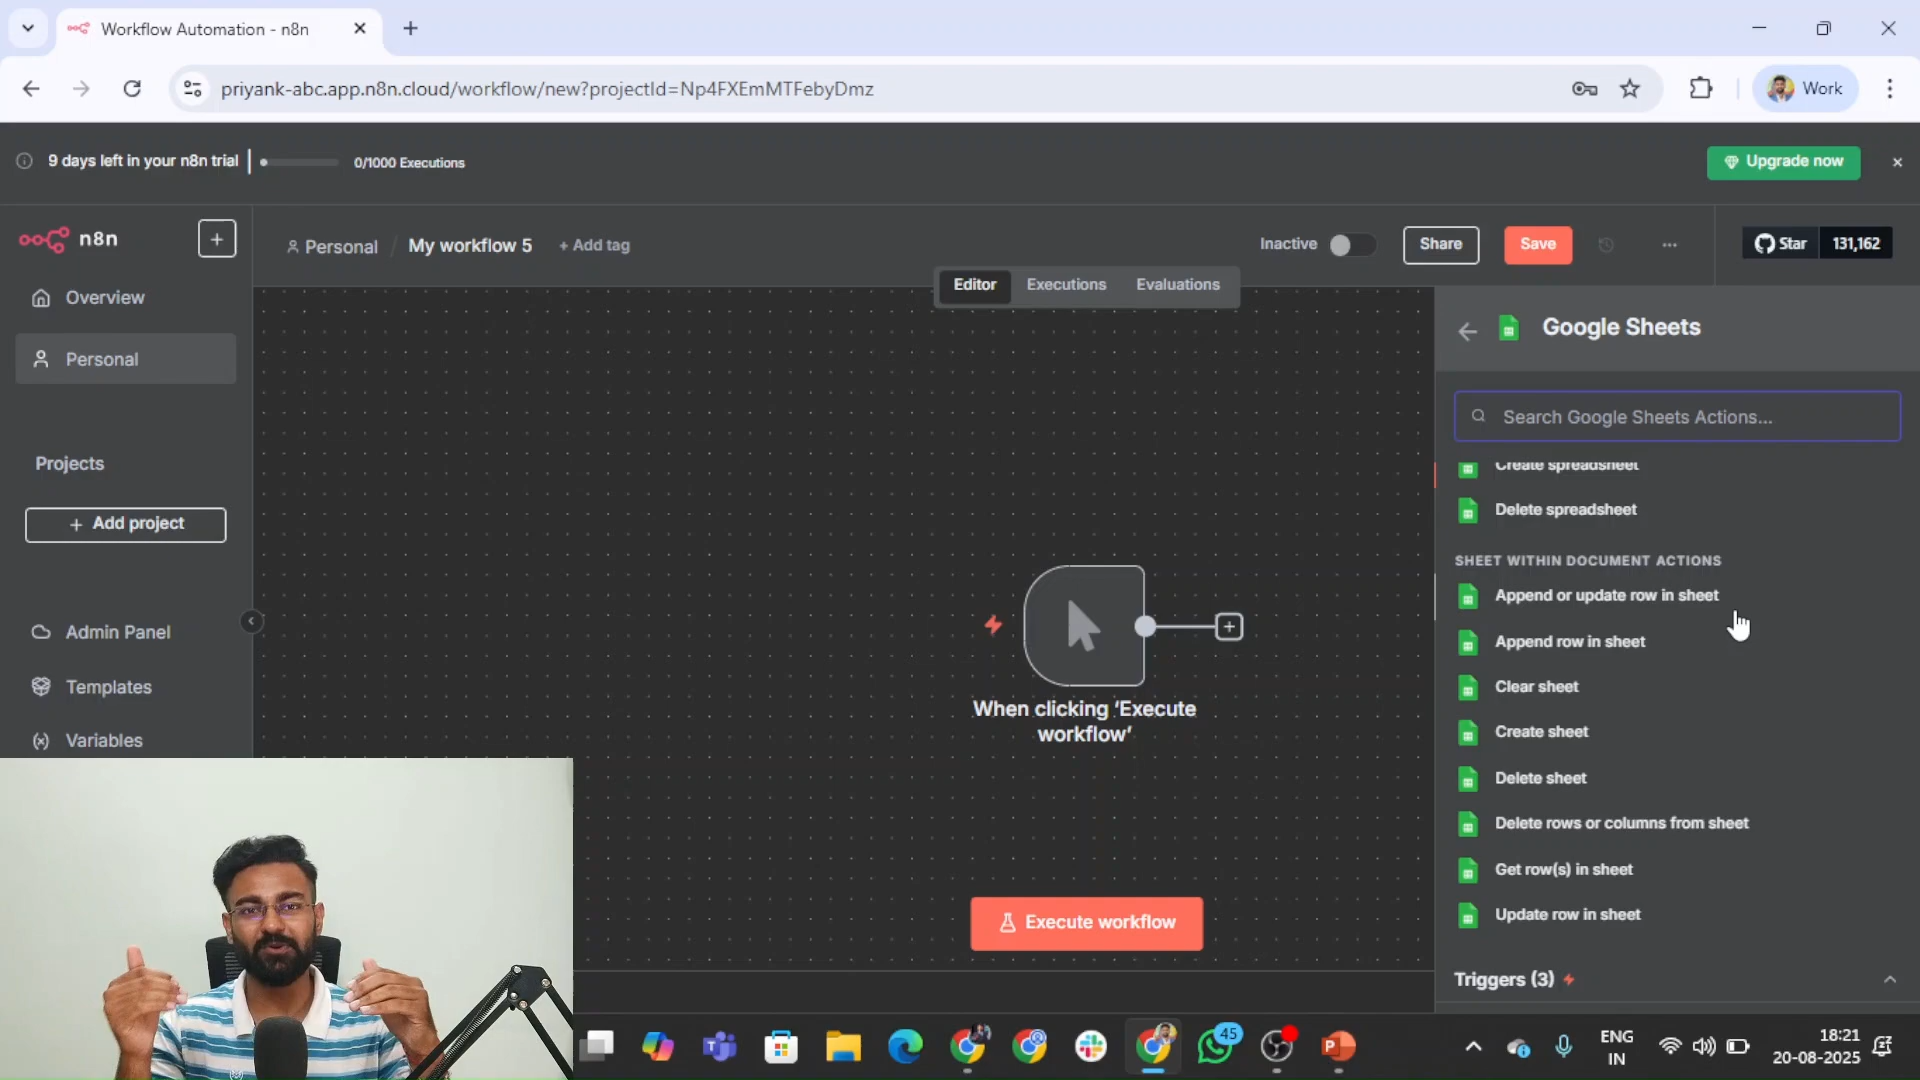 Workflow Automation - n8n
priyank-abc.app.n8n.cloud/workflow/new?projectId=Np4FXEmMTFebyDmz
Work
9 days left in your n8n trial
0/1000 Executions
Upgrade now
n8n
Personal / My workflow 5 + Add tag
Inactive
Share
Save
Star 131,162
Editor Executions Evaluations
Overview
Personal
Projects
+ Add project
Admin Panel
Templates
(x) Variables
When clicking ‘Execute
workflow’
Execute workflow
Google Sheets
Search Google Sheets Actions...
Create spreadsheet
Delete spreadsheet
SHEET WITHIN DOCUMENT ACTIONS
Append or update row in sheet
Append row in sheet
Clear sheet
Create sheet
Delete sheet
Delete rows or columns from sheet
Get row(s) in sheet
Update row in sheet
Triggers (3)
45
ENG
IN
18:21
20-08-2025